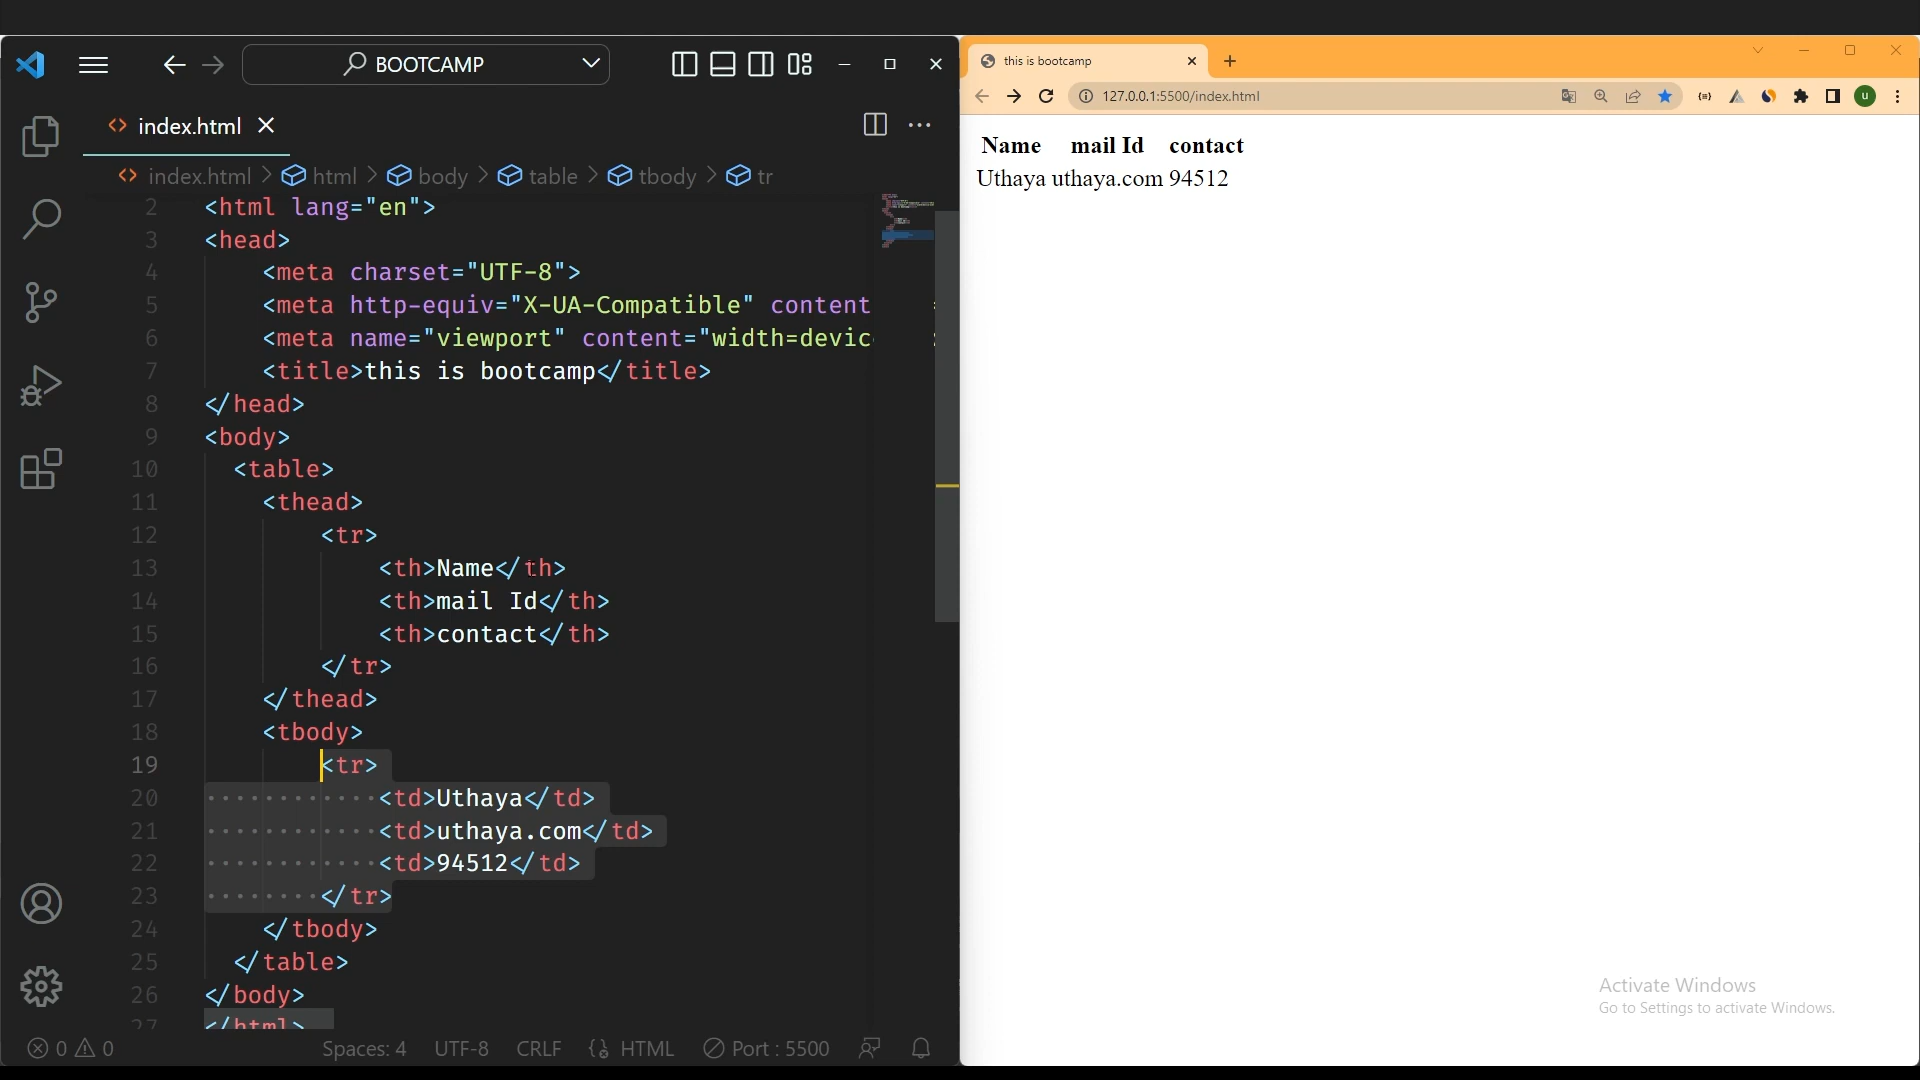 BOOTCAMP
index.html
index.html > html > body > table > tbody > tr
2 <html lang="en">
3 <head>
4 <meta charset="UTF-8">
5 <meta http-equiv="X-UA-Compatible" content
6 <meta name="viewport" content="width=devic
7 <title>this is bootcamp</title>
8 </head>
9 <body>
10 <table>
11 <thead>
12 <tr>
13 <th>Name</th>
14 <th>mail Id</th>
15 <th>contact</th>
16 </tr>
17 </thead>
18 <tbody>
19 <tr>
20 <td>Uthaya</td>
21 <td>uthaya.com</td>
22 <td>94512</td>
23 </tr>
24 </tbody>
25 </table>
26 </body>
27 </html>
0 0 Spaces: 4 UTF-8 CRLF HTML Port : 5500
this is bootcamp
127.0.0.1:5500/index.html
U
Name mail Id contact
Uthaya uthaya.com 94512
Activate Windows
Go to Settings to activate Windows.